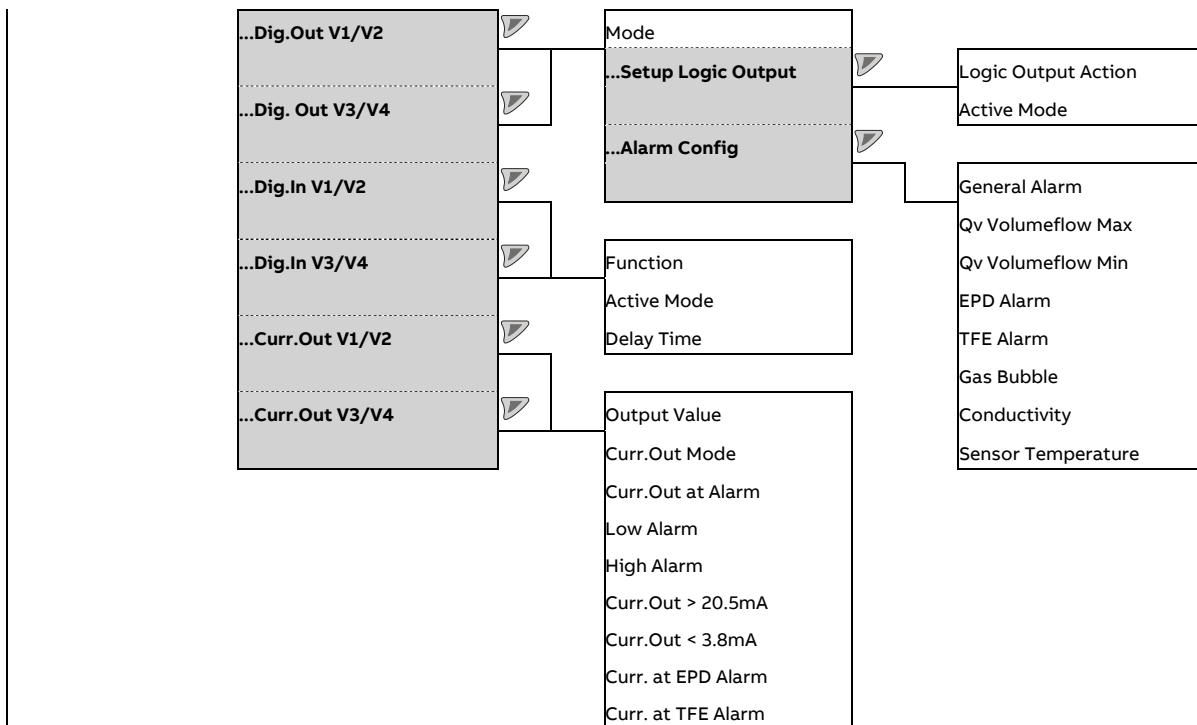 ...Dig.Out V1/V2
...Dig. Out V3/V4
...Dig.In V1/V2
...Dig.In V3/V4
...Curr.Out V1/V2
...Curr.Out V3/V4
Mode
...Setup Logic Output
...Alarm Config
Logic Output Action
Active Mode
General Alarm
Qv Volumeflow Max
Qv Volumeflow Min
EPD Alarm
TFE Alarm
Gas Bubble
Conductivity
Sensor Temperature
Function
Active Mode
Delay Time
Output Value
Curr.Out Mode
Curr.Out at Alarm
Low Alarm
High Alarm
Curr.Out > 20.5mA
Curr.Out < 3.8mA
Curr. at EPD Alarm
Curr. at TFE Alarm